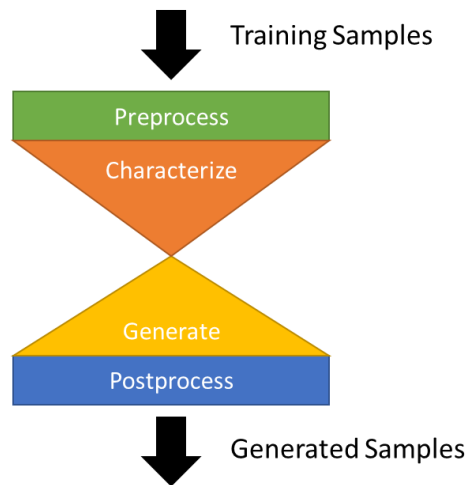 Training Samples
Preprocess
Characterize
Generate
Postprocess
Generated Samples